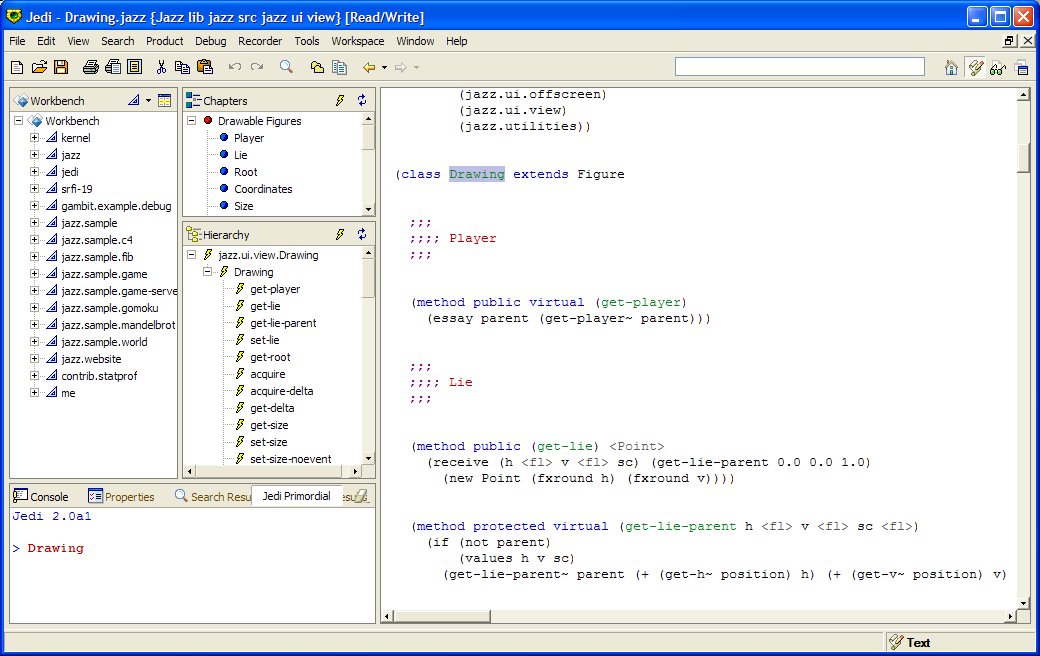 Jedi - Drawing.jazz {Jazz lib jazz src jazz ui view} [Read/Write]
File Edit View Search Product Debug Recorder Tools Workspace Window Help
Workbench
Workbench
kernel
jazz
jedi
srfi-19
gambit.example.debug
jazz.sample
jazz.sample.c4
jazz.sample.fib
jazz.sample.game
jazz.sample.game-serve
jazz.sample.gomoku
jazz.sample.mandelbrot
jazz.sample.world
jazz.website
contrib.statprof
me
Chapters
Drawable Figures
Player
Lie
Root
Coordinates
Size
Hierarchy
jazz.ui.view.Drawing
Drawing
get-player
get-lie
get-lie-parent
set-lie
get-root
acquire
acquire-delta
get-delta
get-size
set-size
set-size-noevent
Console Properties Search Resu Jedi Primordial
Jedi 2.0a1
> Drawing
(jazz.ui.offscreen)
(jazz.ui.view)
(jazz.utilities))
(class Drawing extends Figure
;;;
;;;; Player
;;;
(method public virtual (get-player)
(essay parent (get-player~ parent)))
;;;
;;;; Lie
;;;
(method public (get-lie) <Point>
(receive (h <fl> v <fl> sc) (get-lie-parent 0.0 0.0 1.0)
(new Point (fxround h) (fxround v))))
(method protected virtual (get-lie-parent h <fl> v <fl> sc <fl>)
(if (not parent)
(values h v sc)
(get-lie-parent~ parent (+ (get-h~ position) h) (+ (get-v~ position) v)
Text